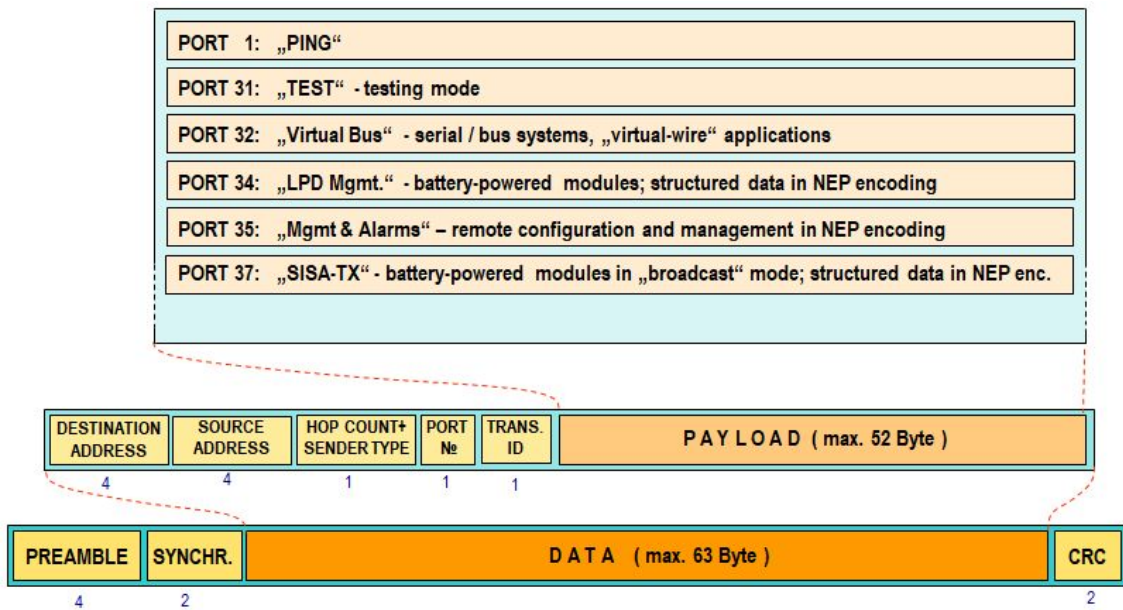 PORT 1: „PING“
PORT 31: „TEST“ - testing mode
PORT 32: „Virtual Bus“ - serial / bus systems, „virtual-wire“ applications
PORT 34: „LPD Mgmt.“ - battery-powered modules; structured data in NEP encoding
PORT 35: „Mgmt & Alarms“ – remote configuration and management in NEP encoding
PORT 37: „SISA-TX“ - battery-powered modules in „broadcast“ mode; structured data in NEP enc.
DESTINATION
ADDRESS
SOURCE
ADDRESS
HOP COUNT+
SENDER TYPE
PORT
№
TRANS.
ID
PAYLOAD ( max. 52 Byte )
4
4
1
1
1
PREAMBLE
SYNCHR.
DATA ( max. 63 Byte )
CRC
4
2
2